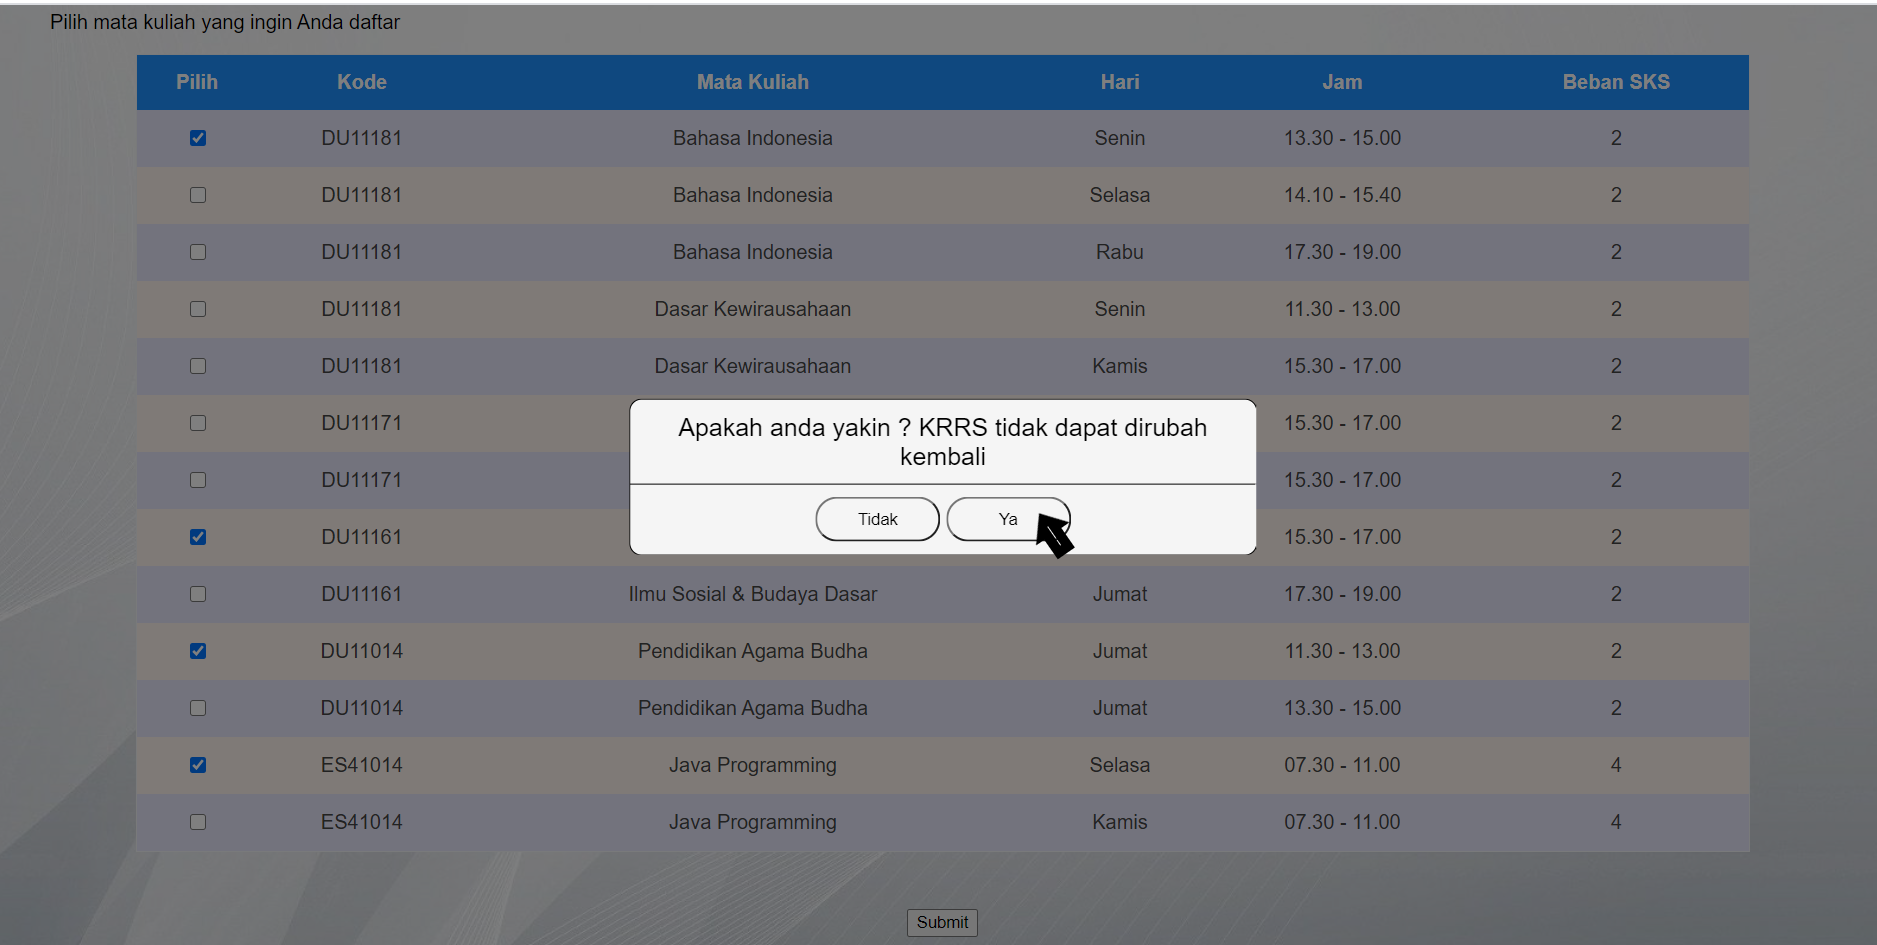 Pilih mata kuliah yang ingin Anda daftar
Pilih Kode Mata Kuliah Hari Jam Beban SKS
DU11181 Bahasa Indonesia Senin 13.30 - 15.00 2
DU11181 Bahasa Indonesia Selasa 14.10 - 15.40 2
DU11181 Bahasa Indonesia Rabu 17.30 - 19.00 2
DU11181 Dasar Kewirausahaan Senin 11.30 - 13.00 2
DU11181 Dasar Kewirausahaan Kamis 15.30 - 17.00 2
DU11171 15.30 - 17.00 2
DU11171 15.30 - 17.00 2
DU11161 15.30 - 17.00 2
Apakah anda yakin ? KRRS tidak dapat dirubah
kembali
Tidak Ya
DU11161 Ilmu Sosial & Budaya Dasar Jumat 17.30 - 19.00 2
DU11014 Pendidikan Agama Budha Jumat 11.30 - 13.00 2
DU11014 Pendidikan Agama Budha Jumat 13.30 - 15.00 2
ES41014 Java Programming Selasa 07.30 - 11.00 4
ES41014 Java Programming Kamis 07.30 - 11.00 4
Submit